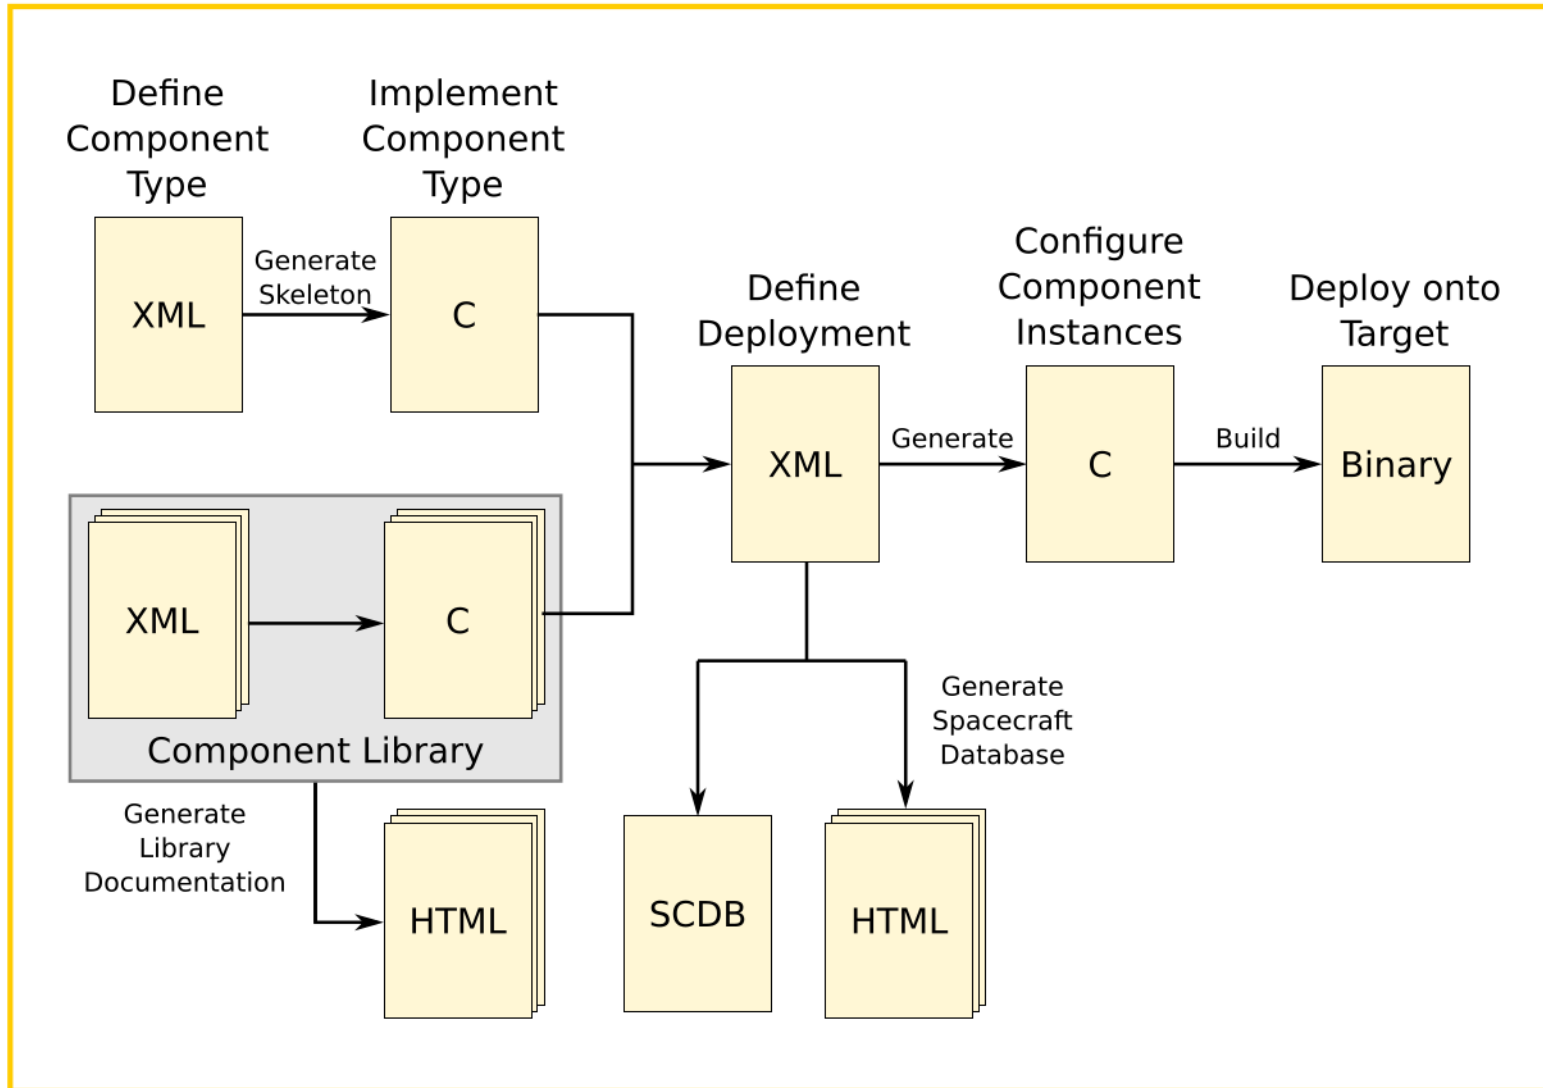 Define
Component
Type
Implement
Component
Type
XML
Generate
Skeleton
C
Define
Deployment
Configure
Component
Instances
Deploy onto
Target
XML
Generate
C
Build
Binary
XML
C
Component Library
Generate
Library
Documentation
HTML
Generate
Spacecraft
Database
SCDB
HTML